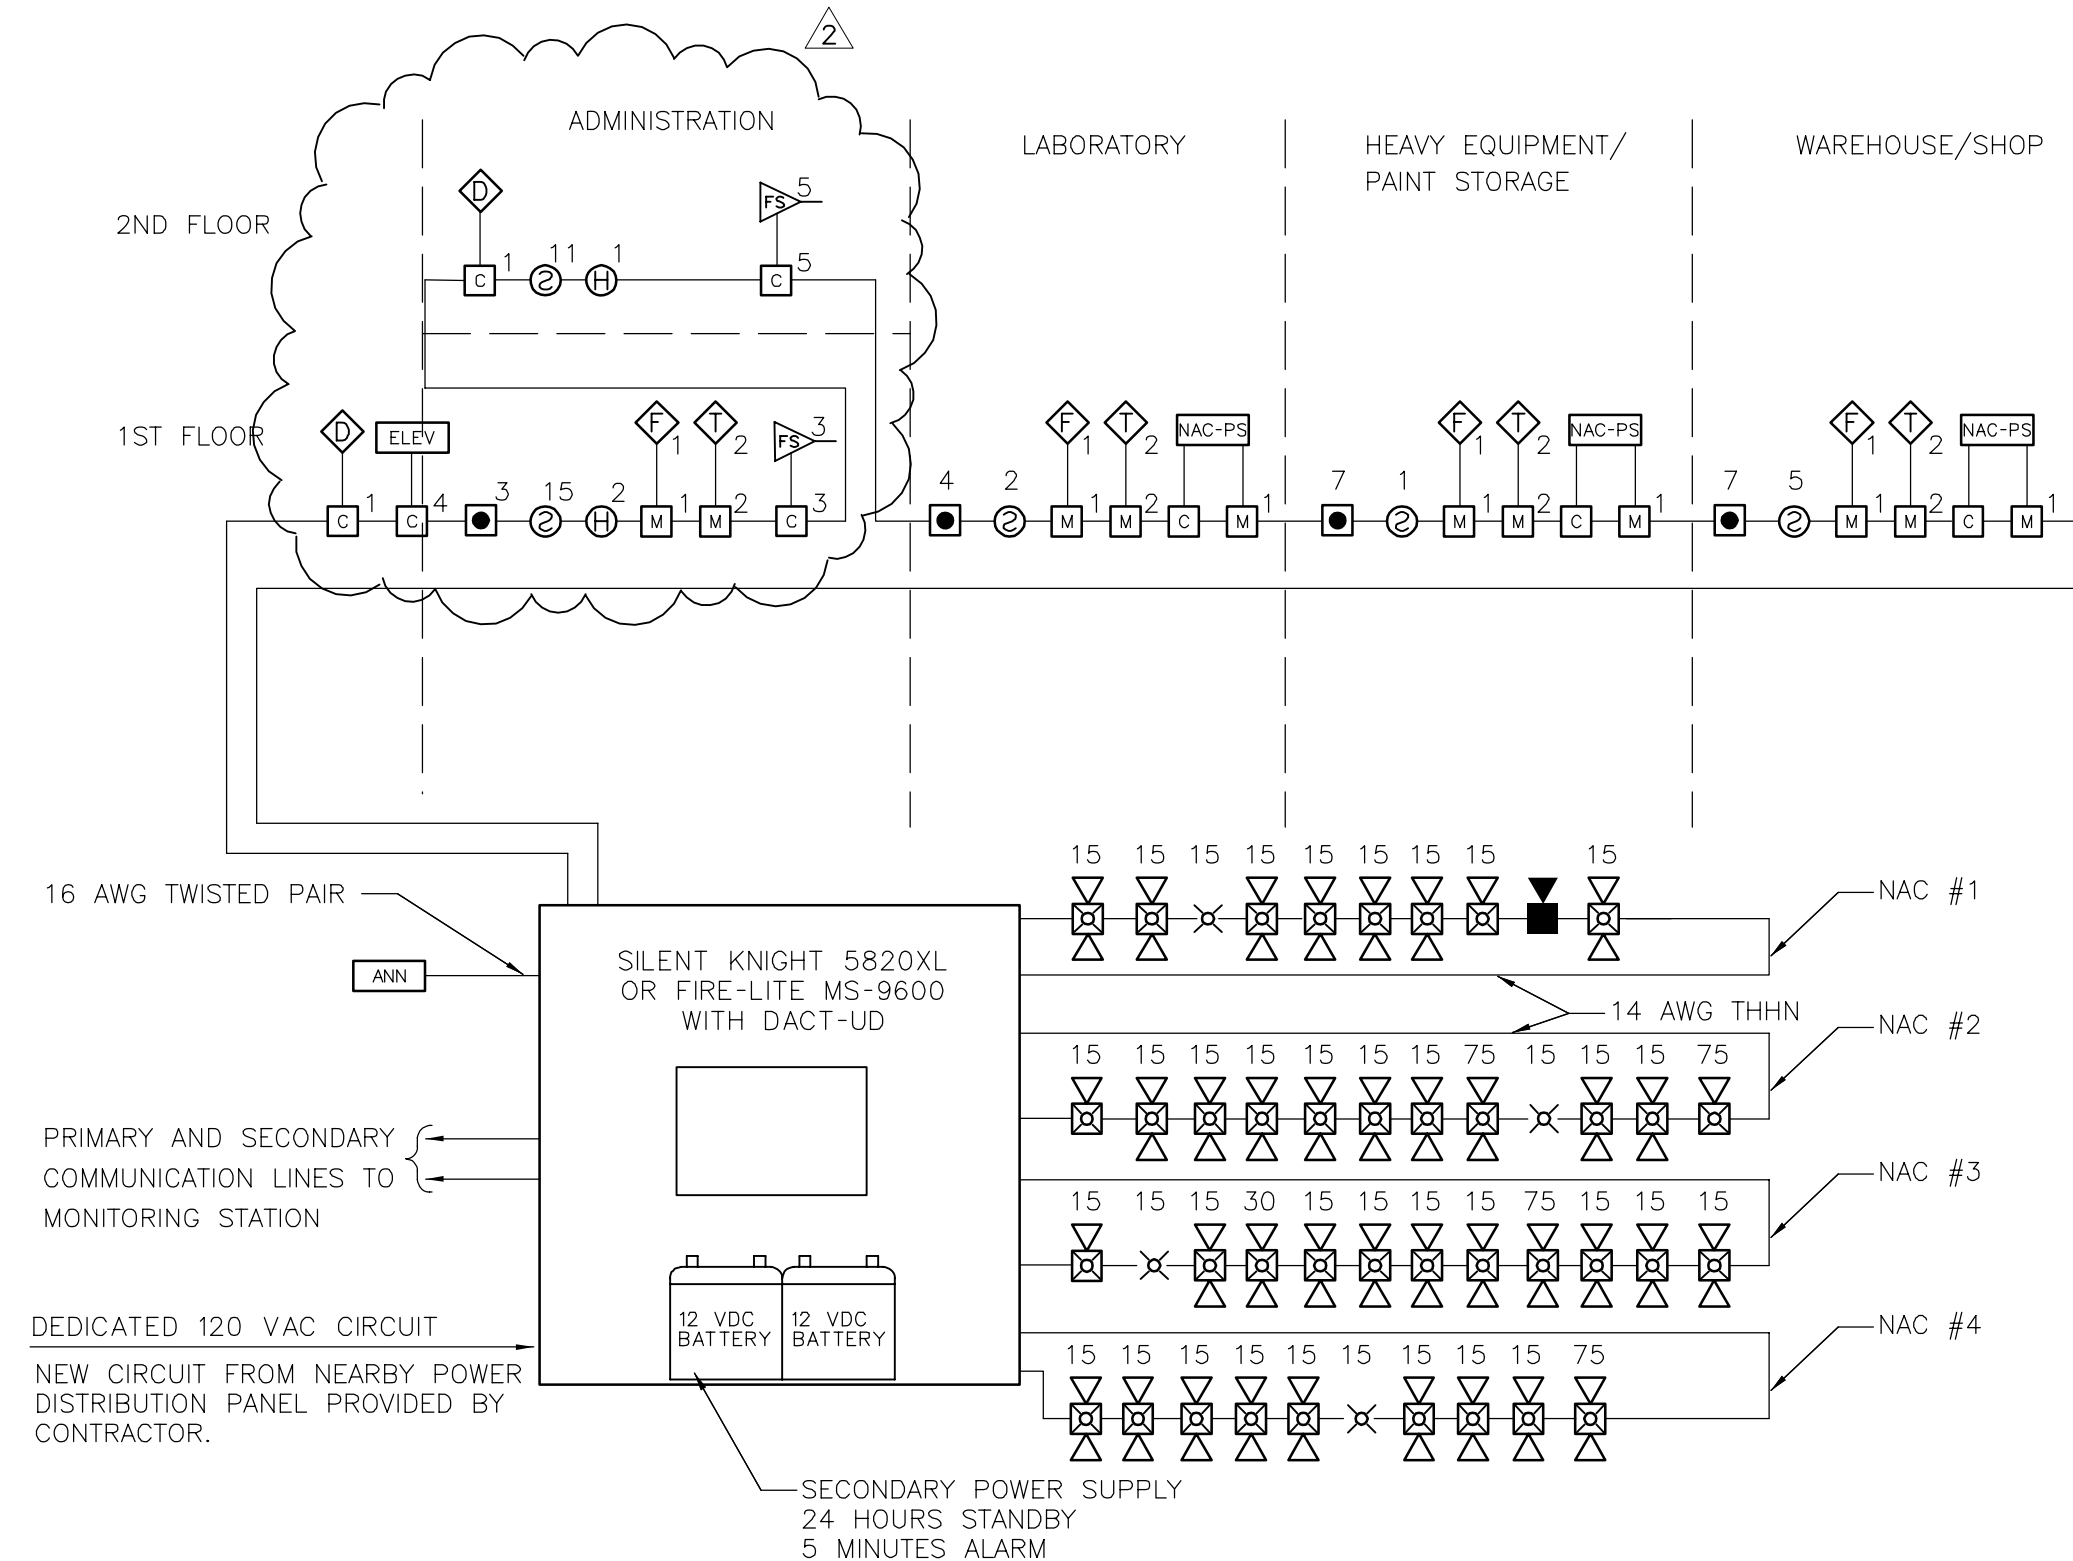 2
ADMINISTRATION
LABORATORY
HEAVY EQUIPMENT/
PAINT STORAGE
WAREHOUSE/SHOP
2ND FLOOR
D
FS 5
C 1 S 11 H 1 C 5
1ST FLOOR
D ELEV F 1 T 2 FS 3
F 1 T 2 NAC-PS
F 1 T 2 NAC-PS
F 1 T 2 NAC-PS
C 1 C 4 3 S 15 H 2 M 1 M 2 C 3
4 S 2 M 1 M 2 C M 1
7 S 1 M 1 M 2 C M 1
7 S 5 M 1 M 2 C M 1
16 AWG TWISTED PAIR
ANN
SILENT KNIGHT 5820XL
OR FIRE-LITE MS-9600
WITH DACT-UD
PRIMARY AND SECONDARY
COMMUNICATION LINES TO
MONITORING STATION
12 VDC
BATTERY
12 VDC
BATTERY
DEDICATED 120 VAC CIRCUIT
NEW CIRCUIT FROM NEARBY POWER
DISTRIBUTION PANEL PROVIDED BY
CONTRACTOR.
SECONDARY POWER SUPPLY
24 HOURS STANDBY
5 MINUTES ALARM
15 15 15 15 15 15 15 15 15
NAC #1
14 AWG THHN
NAC #2
15 15 15 15 15 15 15 75 15 15 15 75
NAC #3
15 15 15 30 15 15 15 15 75 15 15 15
NAC #4
15 15 15 15 15 15 15 15 15 75